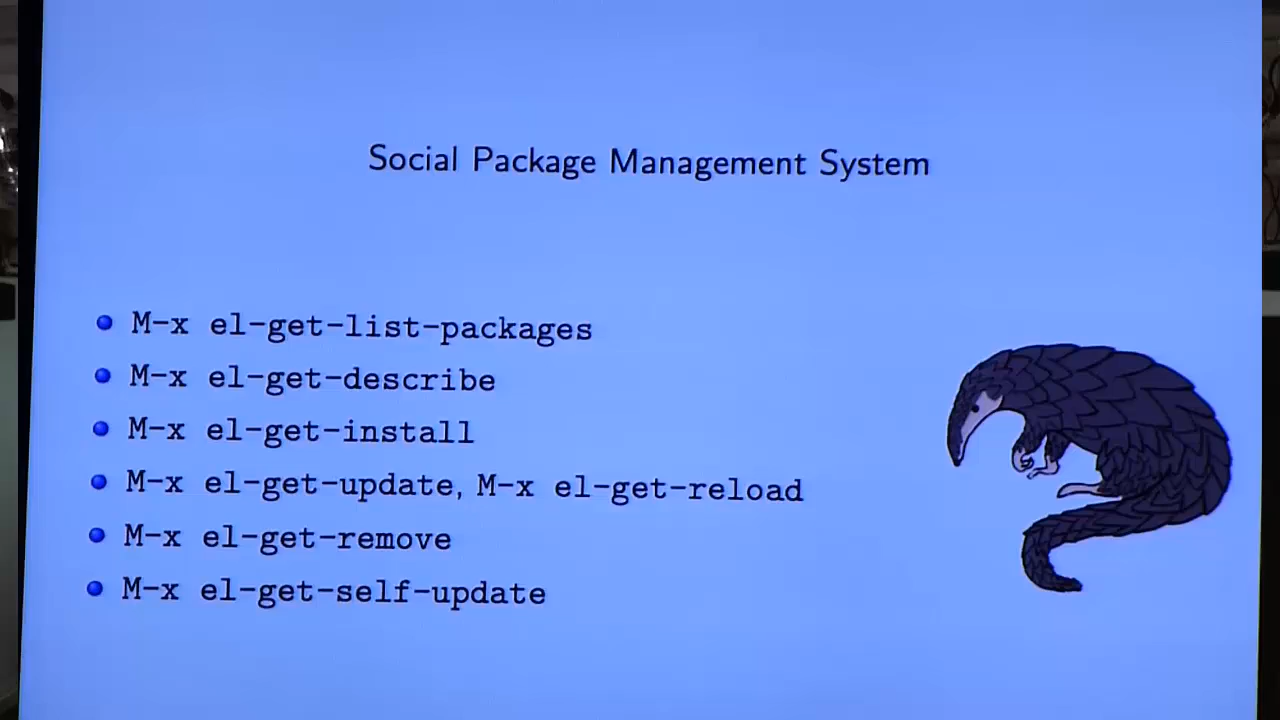 Social Package Management System
M-x el-get-list-packages
M-x el-get-describe
M-x el-get-install
M-x el-get-update, M-x el-get-reload
M-x el-get-remove
M-x el-get-self-update